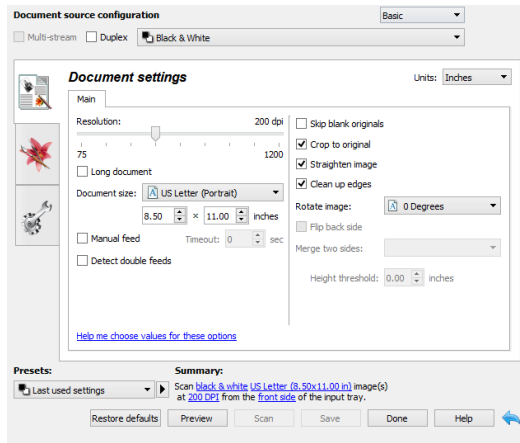 Document source configuration
Basic
Multi-stream
Duplex
Black & White
Document settings
Units: Inches
Main
Resolution: 200 dpi
75 1200
Long document
Document size: US Letter (Portrait)
8.50 × 11.00 inches
Manual feed
Timeout: 0 sec
Detect double feeds
Skip blank originals
Crop to original
Straighten image
Clean up edges
Rotate image: A 0 Degrees
Flip back side
Merge two sides:
Height threshold: 0.00 inches
Help me choose values for these options
Presets:
Last used settings
Summary:
Scan black & white US Letter (8.50x11.00 in) image(s)
at 200 DPI from the front side of the input tray.
Restore defaults Preview Scan Save Done Help